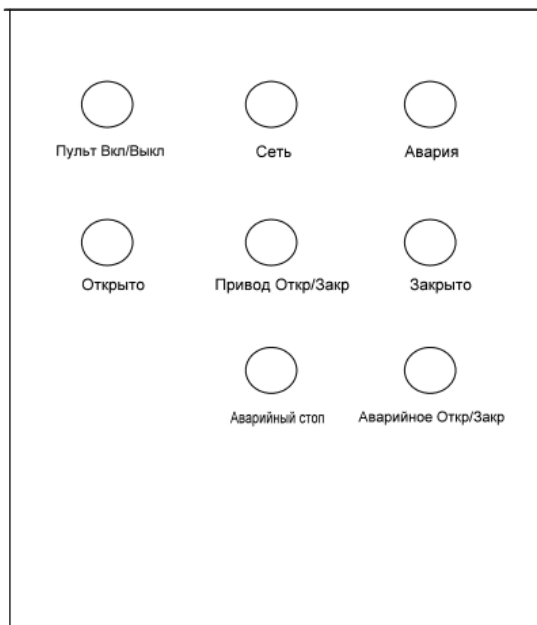 Пульт Вкл/Выкл
Сеть
Авария
Открыто
Привод Откр/Закр
Закрыто
Аварийный стоп
Аварийное Откр/Закр